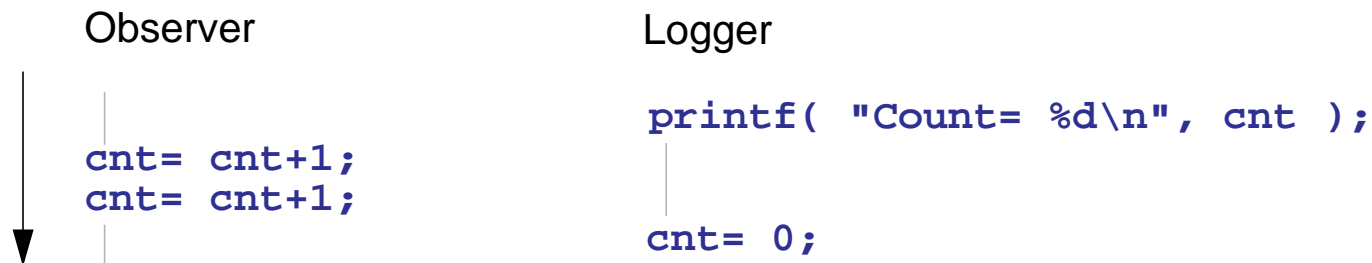 Observer
cnt= cnt+1;
cnt= cnt+1;
Logger
printf( "Count= %d\n", cnt );
cnt= 0;